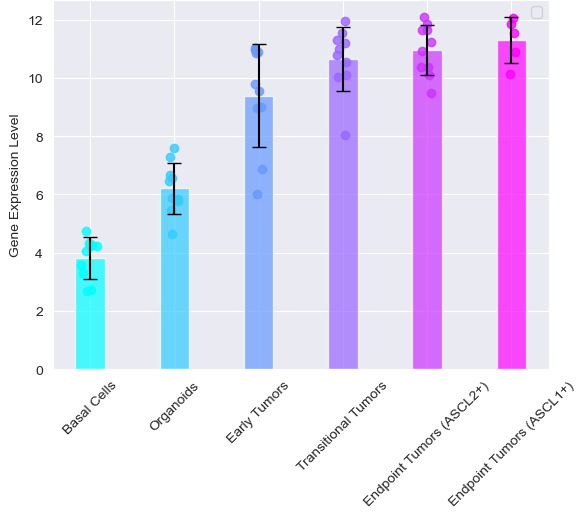 Gene Expression Level
12
10
8
6
4
2
0
Basal Cells
Organoids
Early Tumors
Transitional Tumors
Endpoint Tumors (ASCL2+)
Endpoint Tumors (ASCL1+)